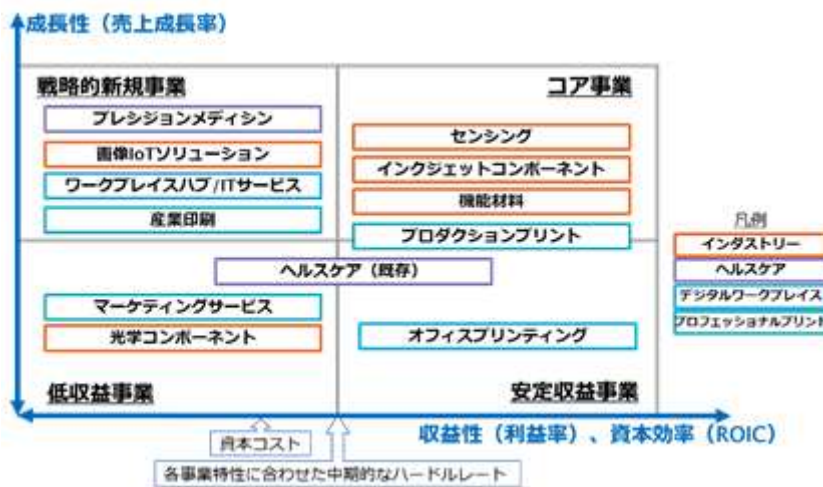 成長性（売上成長率）
戦略的新規事業
コア事業
プレシジョンメディシン
画像IoTソリューション
ワークプレイスハブ/ITサービス
産業印刷
センシング
インクジェットコンポーネント
機能材料
プロダクションプリント
ヘルスケア（既存）
マーケティングサービス
光学コンポーネント
オフィスプリンティング
低収益事業
安定収益事業
凡例
インダストリー
ヘルスケア
デジタルワークプレイス
プロフェッショナルプリント
資本コスト
収益性（利益率）、資本効率（ROIC）
各事業特性に合わせた中期的なハードルレート